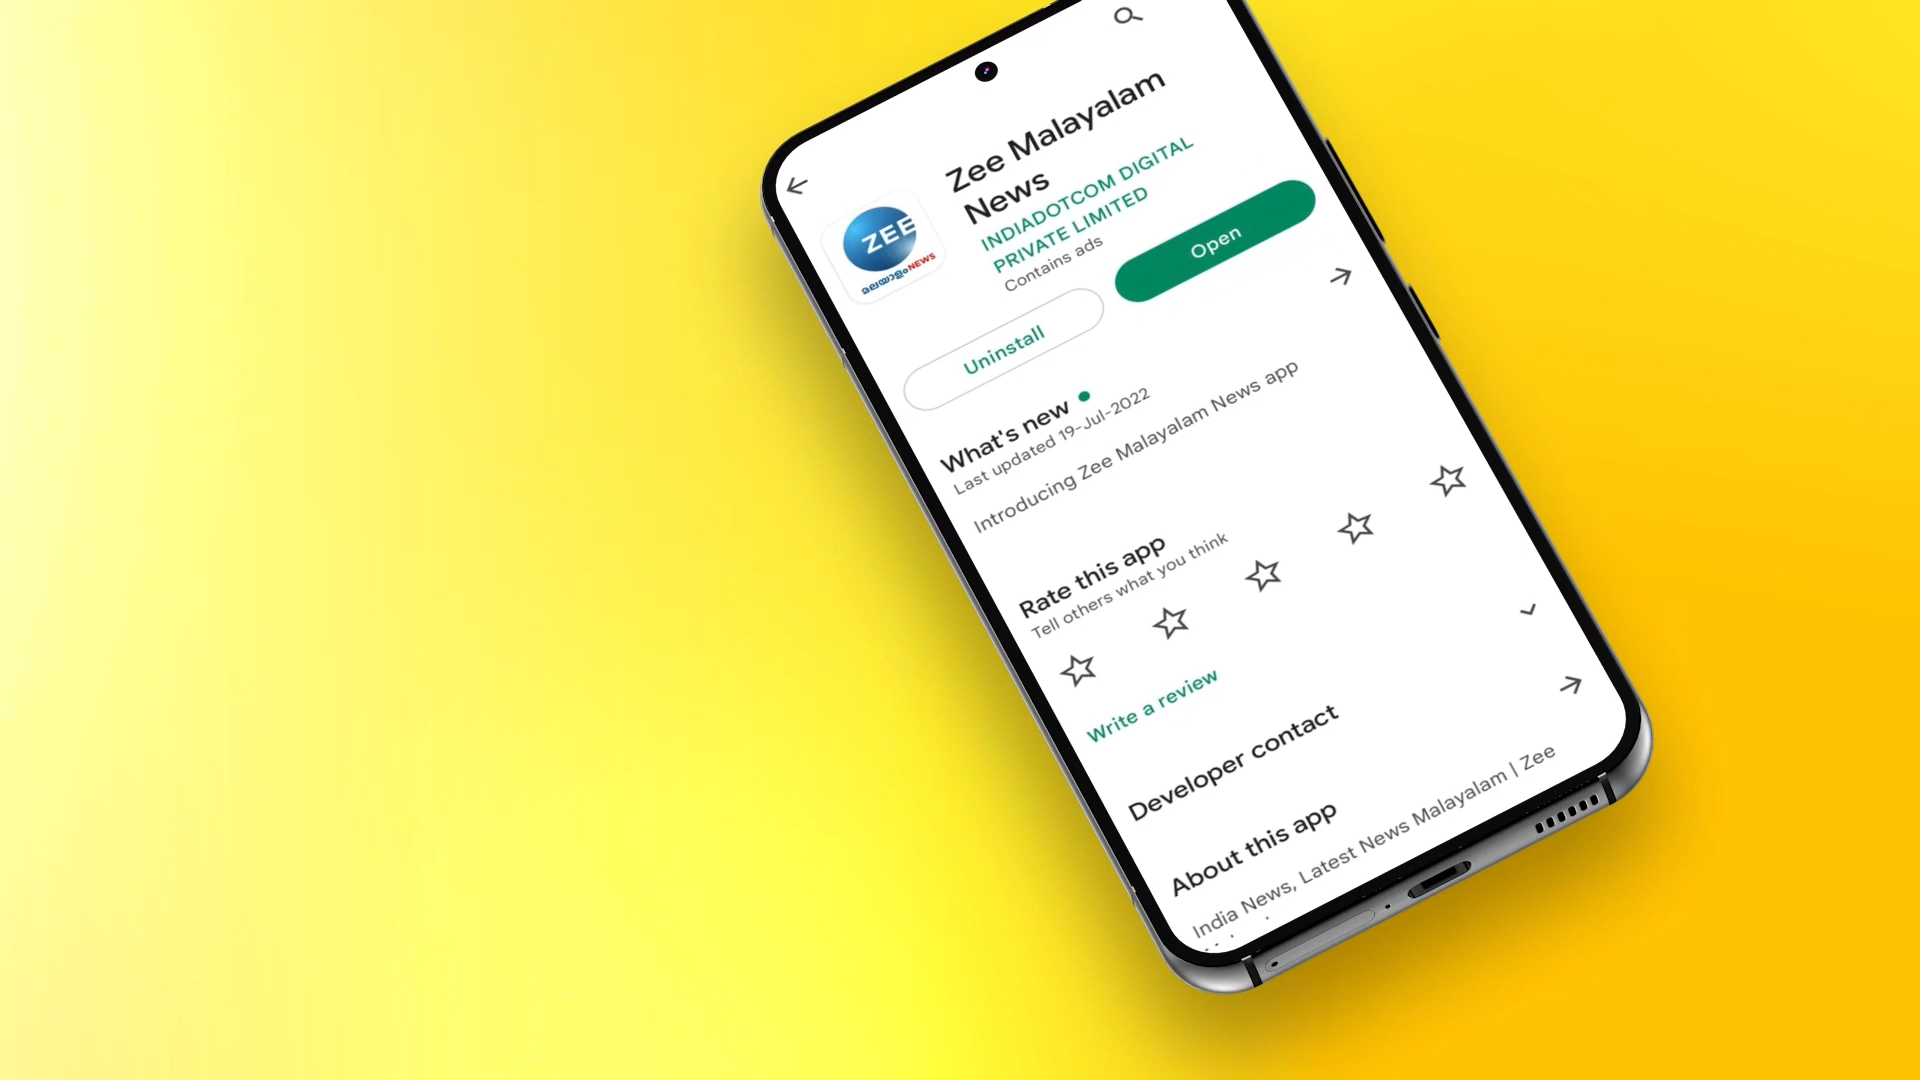 Zee Malayalam
News
INDIADOTCOM DIGITAL
PRIVATE LIMITED
Contains ads
ZEE
മലയാളം NEWS
Uninstall
Open
What's new
Last updated 19-Jul-2022
Introducing Zee Malayalam News app
Rate this app
Tell others what you think
Write a review
Developer contact
About this app
India News, Latest News Malayalam | Zee